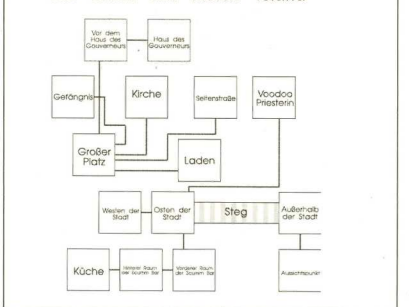 Vor dem
Haus des
Gouverneurs
Haus des
Gouverneurs
Gefängnis
Kirche
Seitenstraße
Voodoo
Priesterin
Großer
Platz
Laden
Westen der
Stadt
Osten der
Stadt
Steg
Außerhalb
der Stadt
Küche
Hinterer Raum
der Scumm Bar
Vorderer Raum
der Scumm Bar
Aussichtspunkt